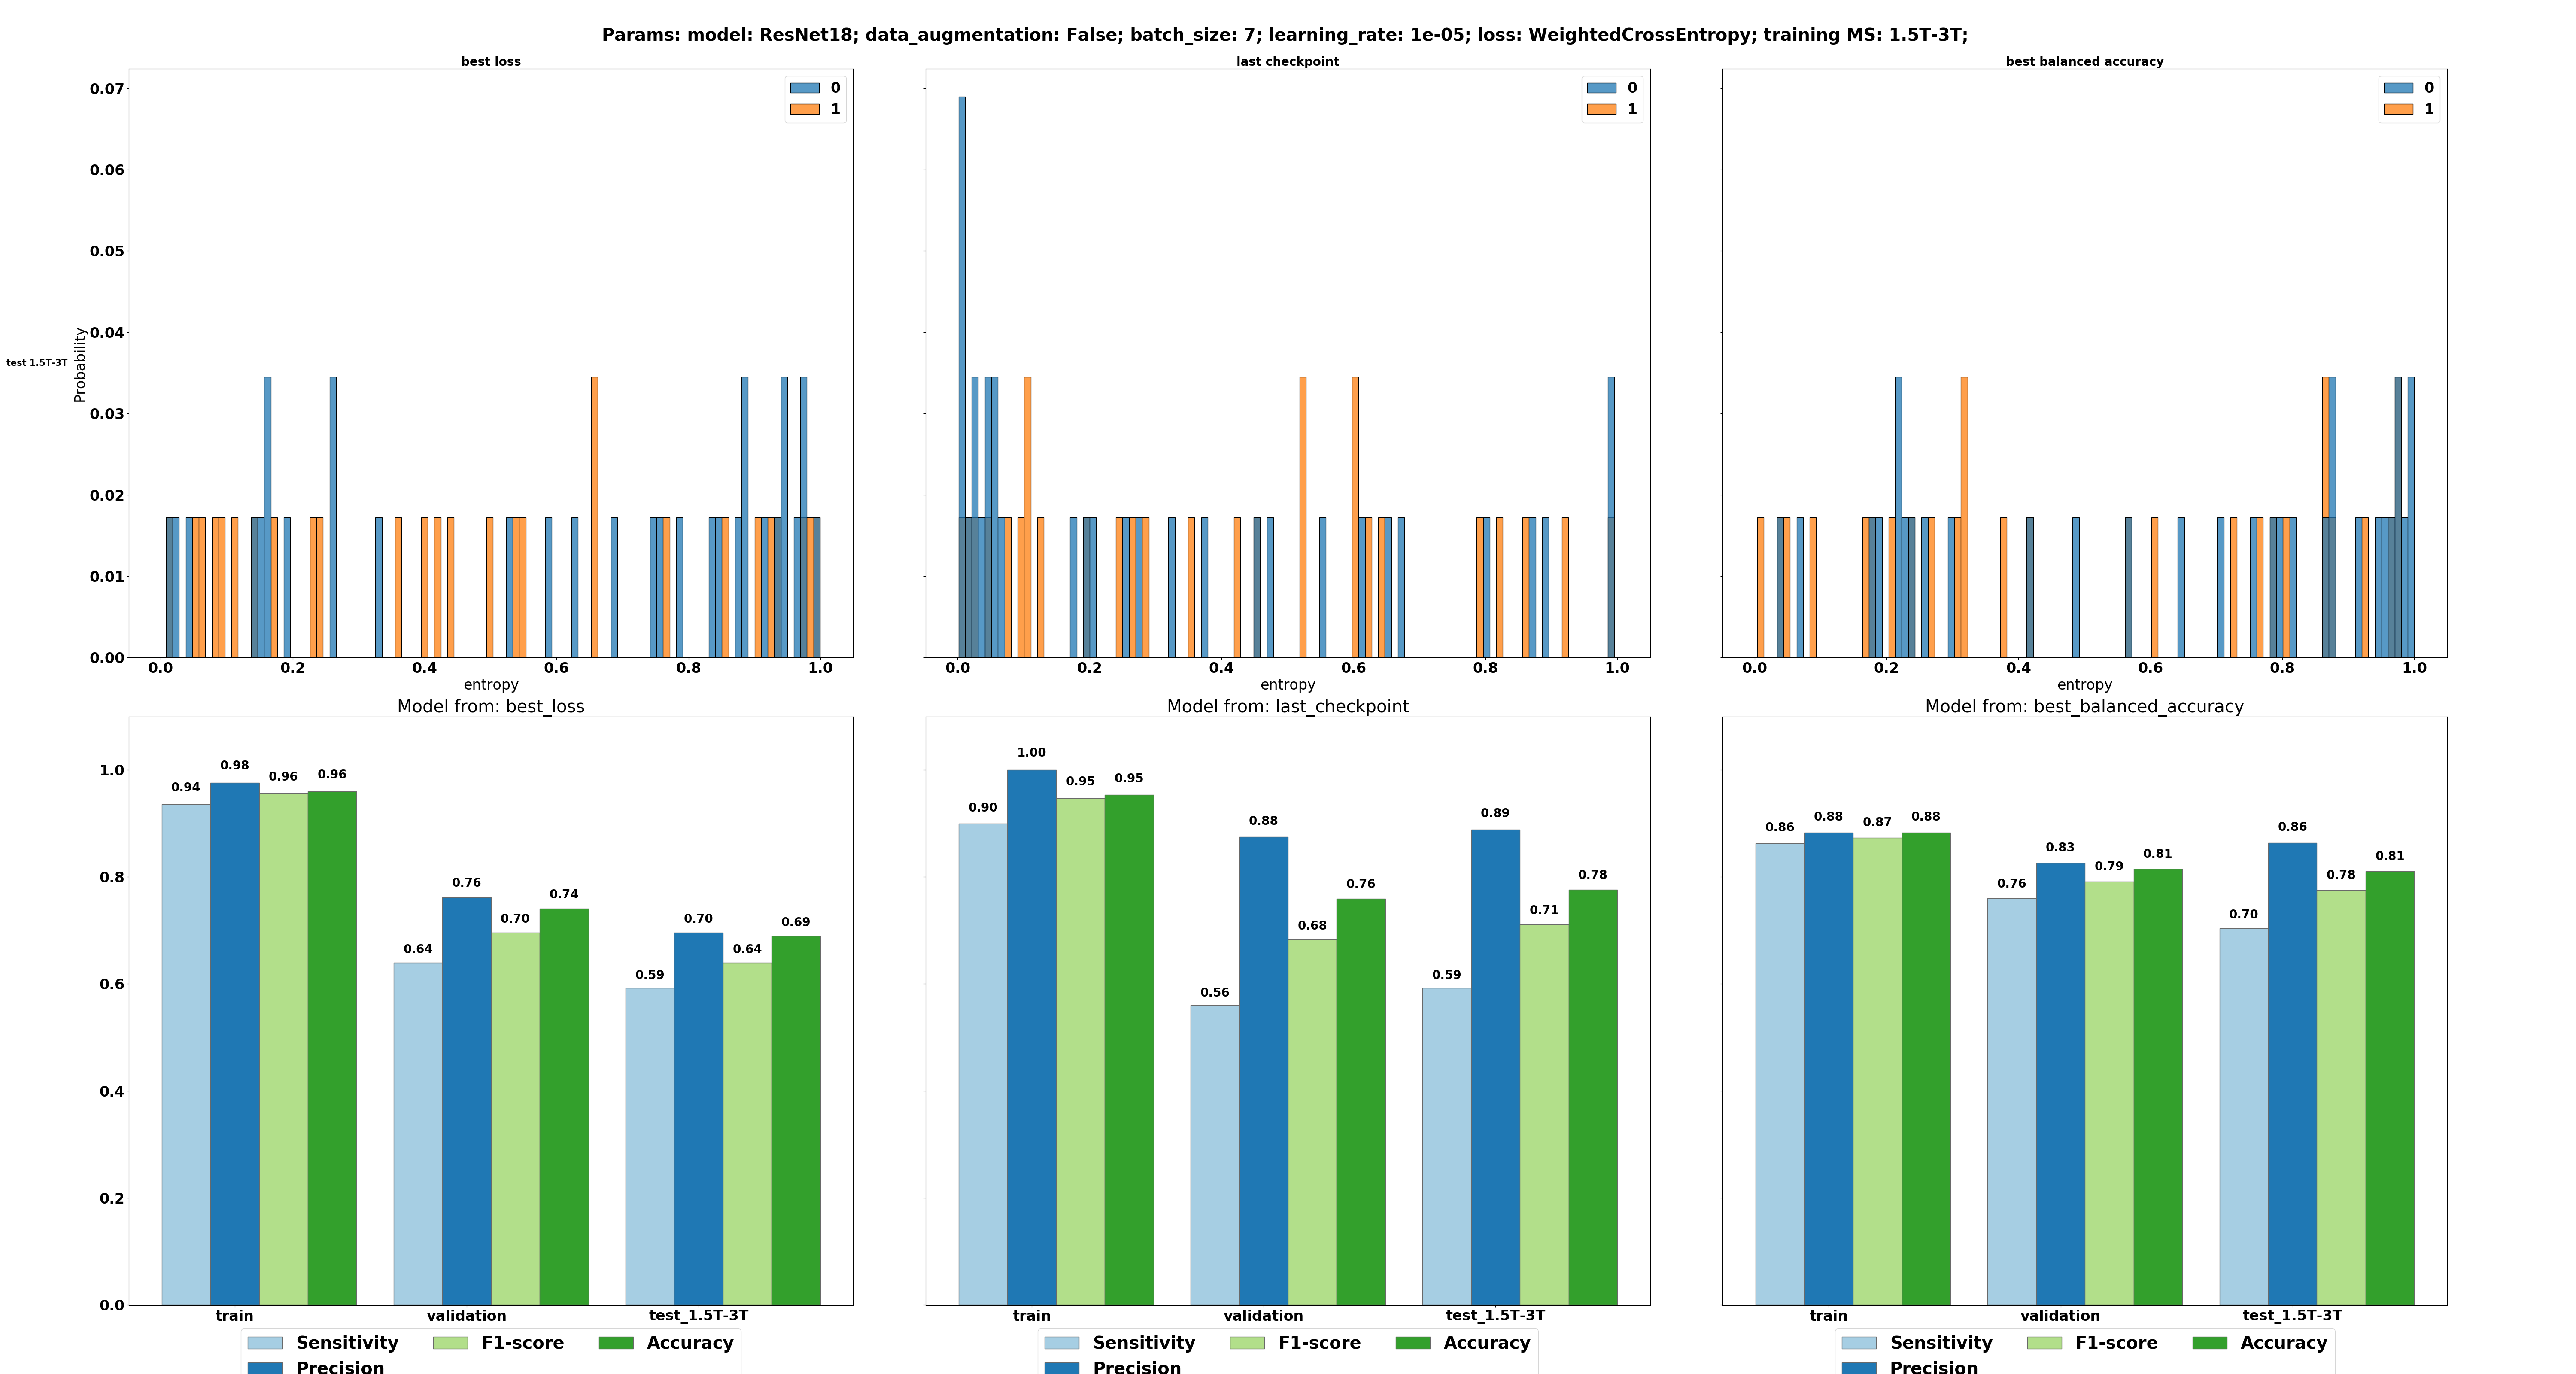 Params: model: ResNet18; data_augmentation: False; batch_size: 7; learning_rate: 1e-05; loss: WeightedCrossEntropy; training MS: 1.5T-3T;
best loss
last checkpoint
best balanced accuracy
0
1
0
1
0
1
0.07
0.06
0.05
0.04
0.03
0.02
0.01
0.00
test 1.5T-3T
Probability
0.0 0.2 0.4 0.6 0.8 1.0
entropy
0.0 0.2 0.4 0.6 0.8 1.0
entropy
0.0 0.2 0.4 0.6 0.8 1.0
entropy
Model from: best_loss
1.0
0.8
0.6
0.4
0.2
0.0
0.94 0.98 0.96 0.96
0.64 0.76 0.70 0.74
0.59 0.70 0.64 0.69
train validation test_1.5T-3T
Sensitivity F1-score Accuracy
Precision
Model from: last_checkpoint
0.90 1.00 0.95 0.95
0.56 0.88 0.68 0.76
0.59 0.89 0.71 0.78
train validation test_1.5T-3T
Sensitivity F1-score Accuracy
Precision
Model from: best_balanced_accuracy
0.86 0.88 0.87 0.88
0.76 0.83 0.79 0.81
0.70 0.86 0.78 0.81
train validation test_1.5T-3T
Sensitivity F1-score Accuracy
Precision